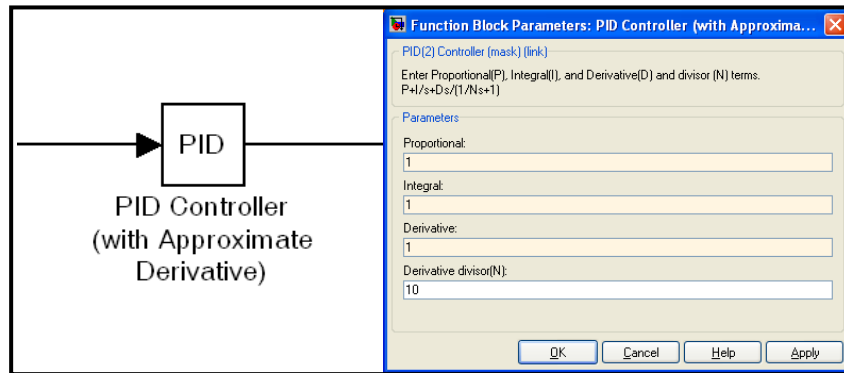 PID
PID Controller
(with Approximate
Derivative)
Function Block Parameters: PID Controller (with Approxima...
PID(2) Controller (mask) (link)
Enter Proportional(P), Integral(I), and Derivative(D) and divisor (N) terms.
P+I/s+Ds/(1/Ns+1)
Parameters
Proportional:
1
Integral:
1
Derivative:
1
Derivative divisor(N):
10
OK Cancel Help Apply